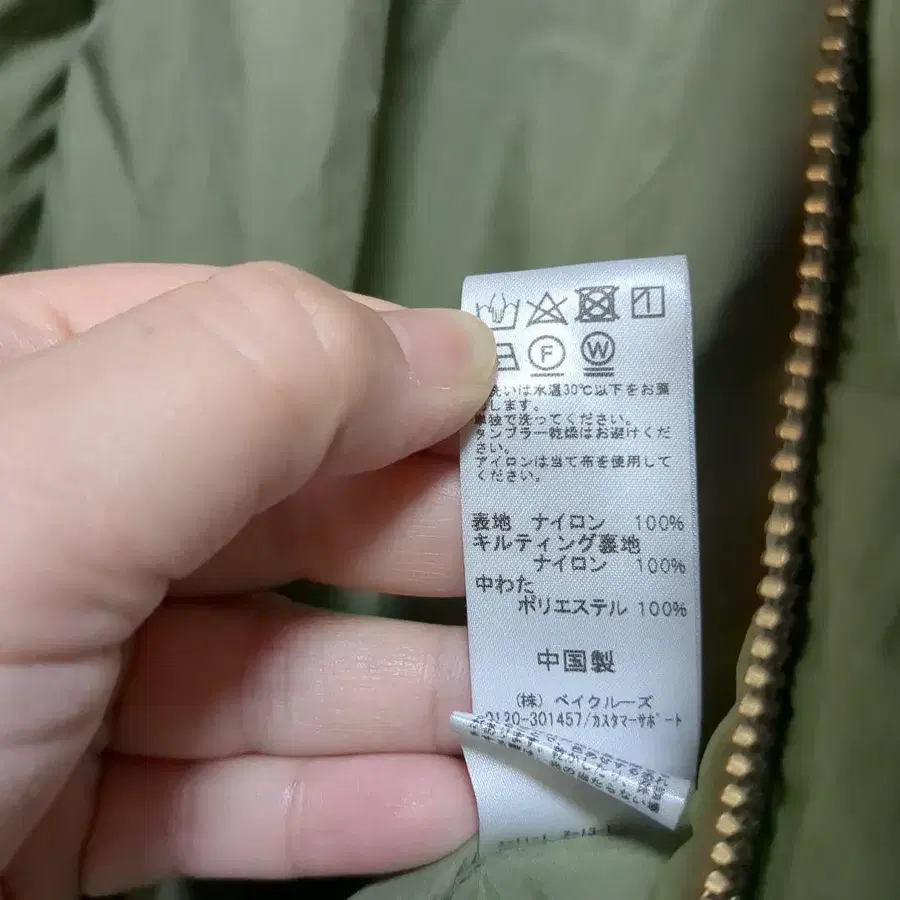 F W
洗いは水温30℃以下をお願
します。
単独で洗ってください。
タンブラー乾燥はお避けくだ
さい。
アイロンは当て布を使用して
ください。
表地 ナイロン 100%
キルティング裏地
ナイロン 100%
中わた
ポリエステル 100%
中国製
(株) ベイクルーズ
0120-301457/カスタマーサポート